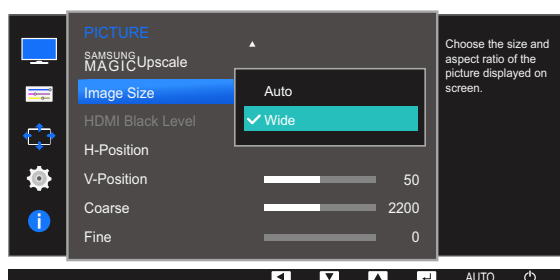 PICTURE
SAMSUNG
MAGICUpscale
Image Size
HDMI Black Level
H-Position
V-Position 50
Coarse 2200
Fine 0
Auto
Wide
Choose the size and
aspect ratio of the
picture displayed on
screen.
AUTO